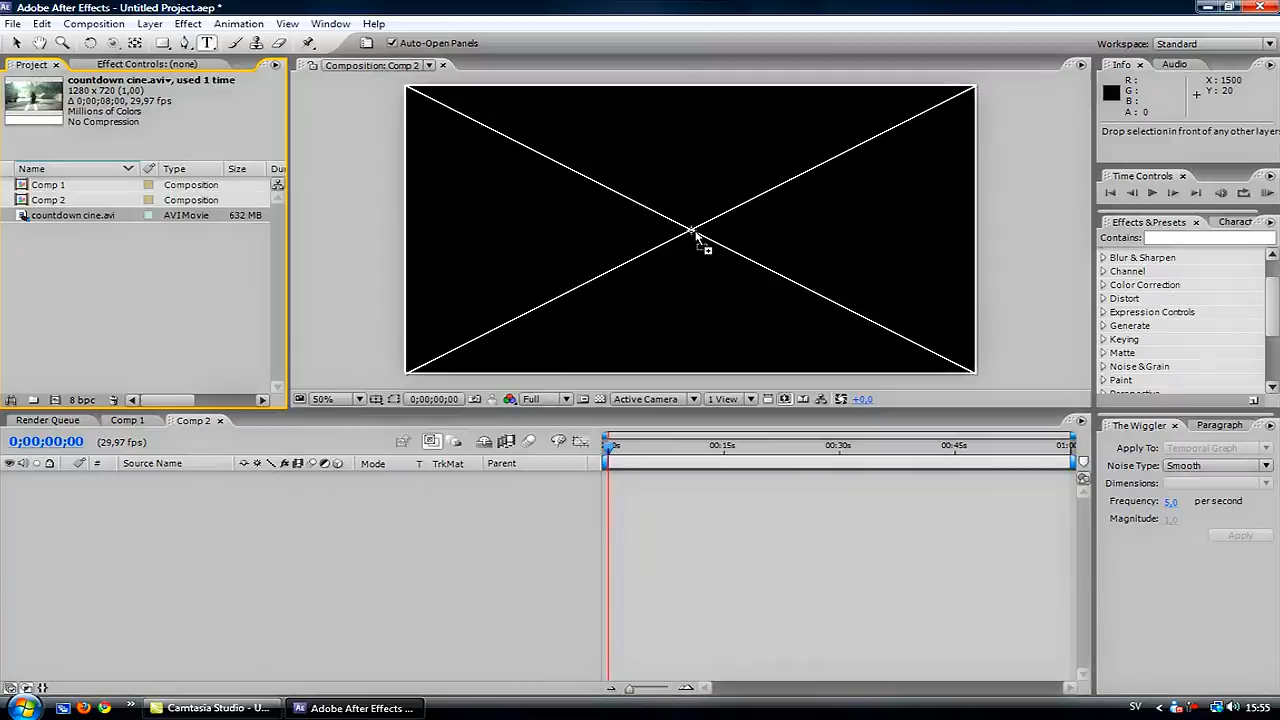 Adobe After Effects - Untitled Project.aep *
File Edit Composition Layer Effect Animation View Window Help
Auto-Open Panels
Workspace: Standard
Project Effect Controls: (none)
countdown cine.avi, used 1 time
1280 x 720 (1,00)
Δ 0;00;08;00, 29,97 fps
Millions of Colors
No Compression
Name Type Size Du
Comp 1 Composition
Comp 2 Composition
countdown cine.avi AVI Movie 632 MB
8 bpc
Composition: Comp 2
50% 0;00;00;00 Full Active Camera 1 View +0,0
Info Audio
R: X: 1500
G: Y: 20
B:
A: 0
Drop selection in front of any other layers
Time Controls
Effects & Presets Charact
Contains:
Blur & Sharpen
Channel
Color Correction
Distort
Expression Controls
Generate
Keying
Matte
Noise & Grain
Paint
Render Queue Comp 1 Comp 2
0;00;00;00 (29,97 fps)
0s 00:15s 00:30s 00:45s 01:00
# Source Name Mode T TrkMat Parent
The Wiggler Paragraph
Apply To: Temporal Graph
Noise Type: Smooth
Dimensions:
Frequency: 5,0 per second
Magnitude: 1,0
Apply
Camtasia Studio - U...
Adobe After Effects ...
SV 15:55